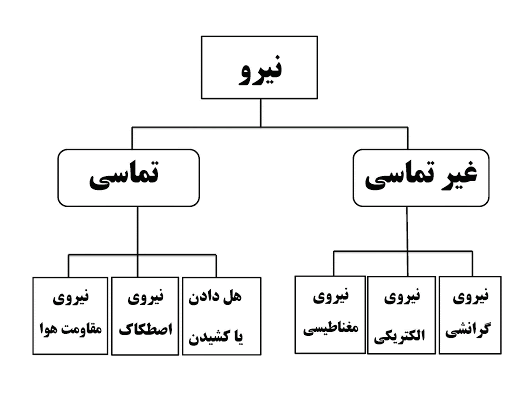 نیرو
غیر تماسی
تماسی
نیروی
گرانشی
نیروی
الکتریکی
نیروی
مغناطیسی
هل دادن
یا کشیدن
نیروی
اصطکاک
نیروی
مقاومت هوا